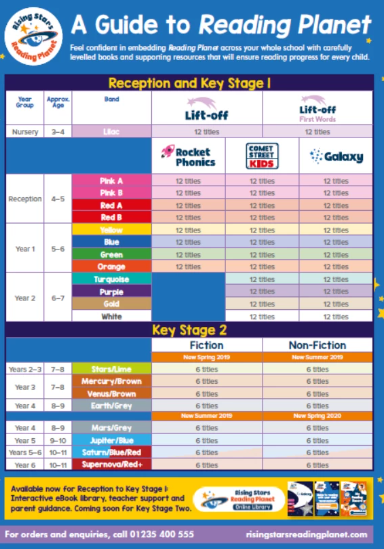 Rising Stars
Reading Planet
A Guide to Reading Planet
Feel confident in embedding Reading Planet across your whole school with carefully
levelled books and supporting resources that will ensure reading progress for every child.
Reception and Key Stage 1
Year Group Approx. Age Band Lift-off Lift-off First Words
Nursery 3–4 Lilac 12 titles 12 titles
Rocket Phonics COMET STREET KIDS Galaxy
Reception 4–5
Pink A 12 titles 12 titles 12 titles
Pink B 12 titles 12 titles 12 titles
Red A 12 titles 12 titles 12 titles
Red B 12 titles 12 titles 12 titles
Year 1 5–6
Yellow 12 titles 12 titles 12 titles
Blue 12 titles 12 titles 12 titles
Green 12 titles 12 titles 12 titles
Orange 12 titles 12 titles 12 titles
Year 2 6–7
Turquoise 12 titles 12 titles
Purple 12 titles 12 titles
Gold 12 titles 12 titles
White 12 titles 12 titles
Key Stage 2
Fiction Non-Fiction
New Spring 2019 New Summer 2019
Years 2–3 7–8 Stars/Lime 6 titles 6 titles
Year 3 7–8
Mercury/Brown 6 titles 6 titles
Venus/Brown 6 titles 6 titles
Year 4 8–9 Earth/Grey 6 titles 6 titles
New Summer 2019 New Spring 2020
Year 4 8–9 Mars/Grey 6 titles 6 titles
Year 5 9–10 Jupiter/Blue 6 titles 6 titles
Years 5–6 10–11 Saturn/Blue/Red 6 titles 6 titles
Year 6 10–11 Supernova/Red+ 6 titles 6 titles
Available now for Reception to Key Stage 1:
Interactive eBook library, teacher support and
parent guidance. Coming soon for Key Stage Two.
Rising Stars
Reading Planet
Online Library
For orders and enquiries, call 01235 400 555
risingstarsreadingplanet.com